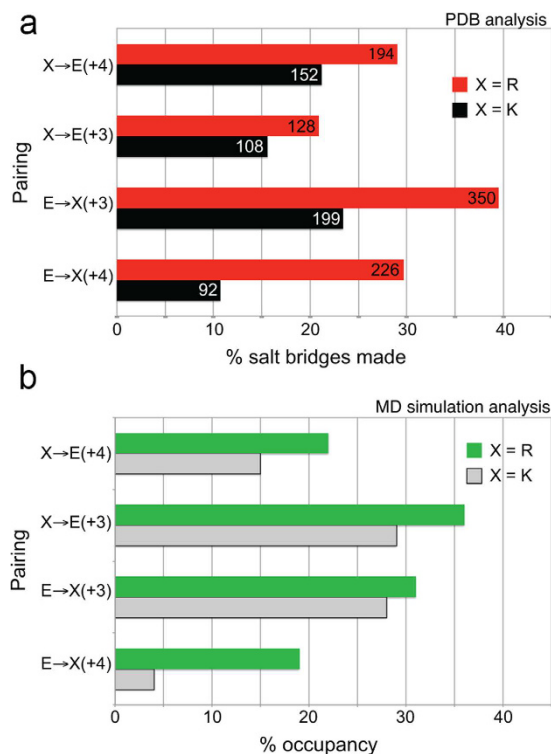 a
PDB analysis
X→E(+4)
194
152
X = R
X = K
X→E(+3)
128
108
Pairing
E→X(+3)
350
199
E→X(+4)
226
92
0 10 20 30 40
% salt bridges made
b
MD simulation analysis
X→E(+4)
X = R
X = K
X→E(+3)
Pairing
E→X(+3)
E→X(+4)
0 10 20 30 40
% occupancy